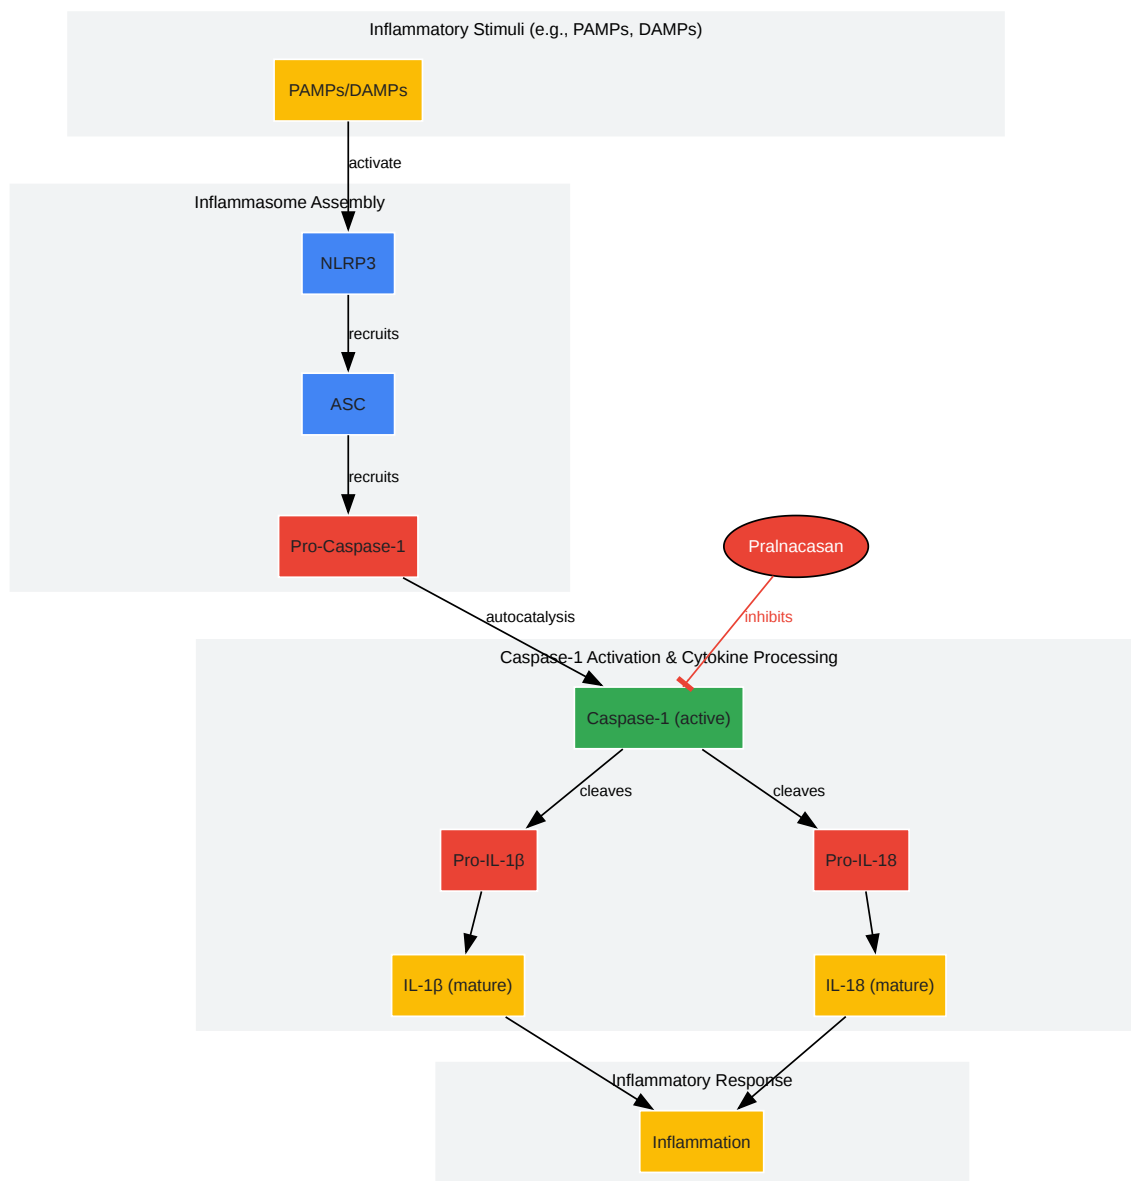 Inflammatory Stimuli (e.g., PAMPs, DAMPs)
PAMPs/DAMPs
activate
Inflammasome Assembly
NLRP3
recruits
ASC
recruits
Pro-Caspase-1
Pralnacasan
autocatalysis
inhibits
Caspase-1 Activation & Cytokine Processing
Caspase-1 (active)
cleaves
cleaves
Pro-IL-1β
Pro-IL-18
IL-1β (mature)
IL-18 (mature)
Inflammatory Response
Inflammation